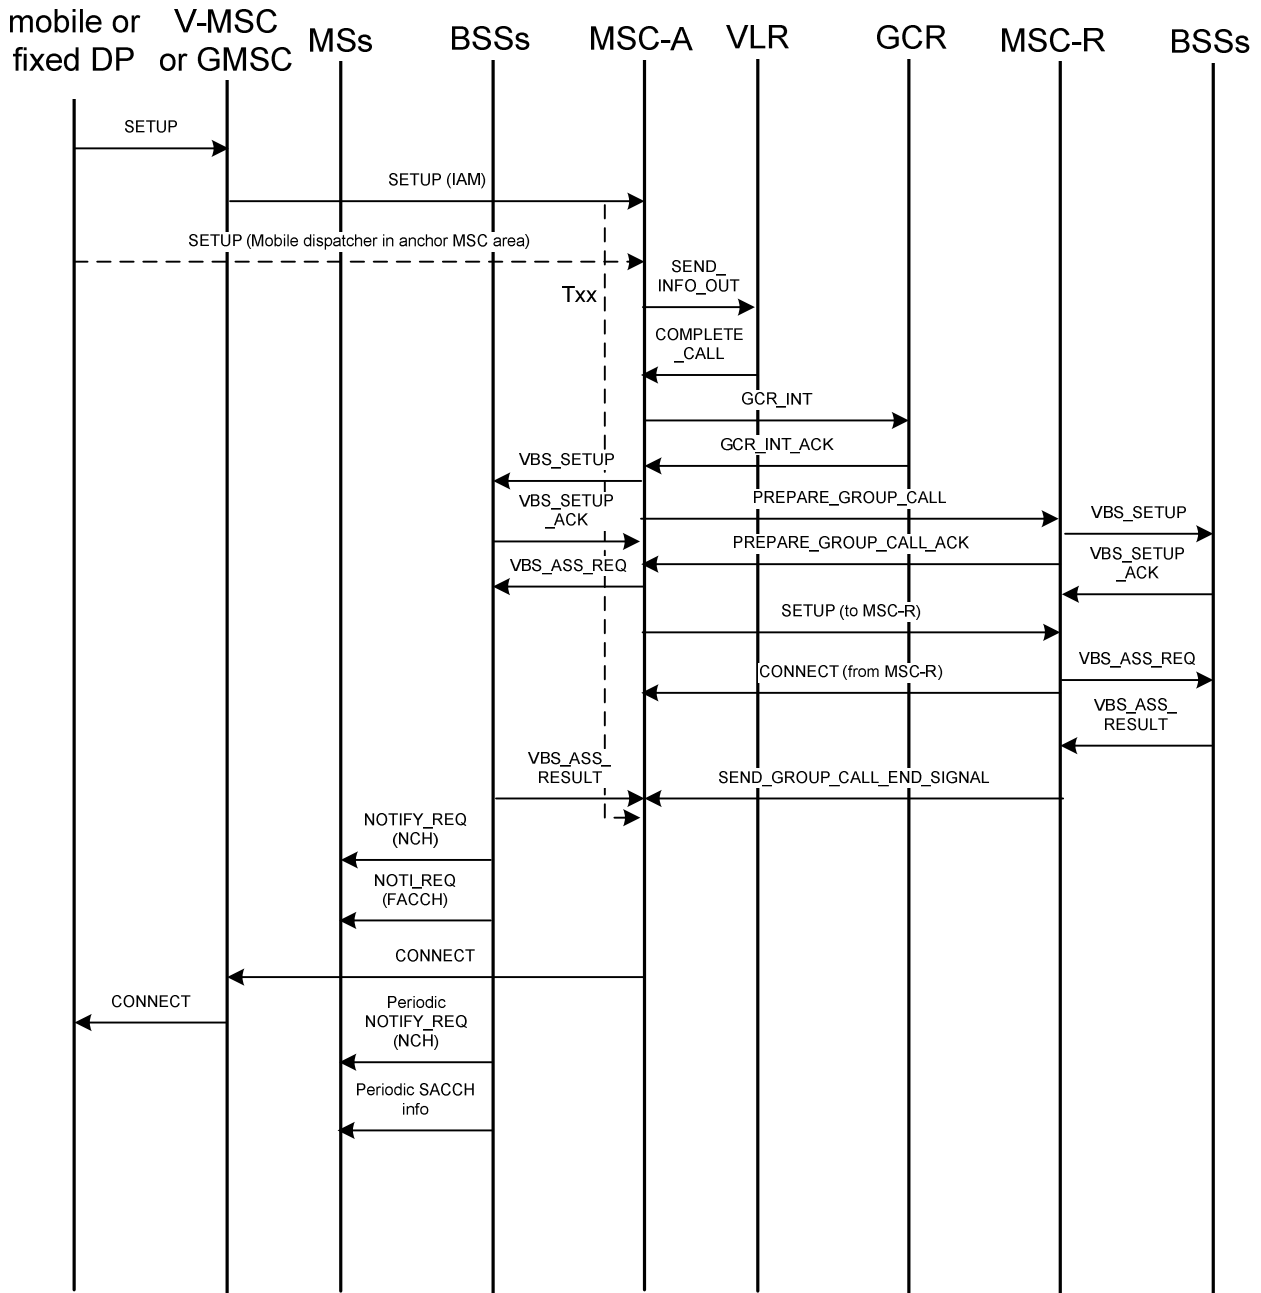 mobile or
fixed DP
V-MSC
or GMSC
MSs
BSSs
MSC-A
VLR
GCR
MSC-R
BSSs
SETUP
SETUP (IAM)
SETUP (Mobile dispatcher in anchor MSC area)
SEND_
INFO_OUT
Txx
COMPLETE
_CALL
GCR_INT
GCR_INT_ACK
VBS_SETUP
PREPARE_GROUP_CALL
VBS_SETUP
_ACK
VBS_SETUP
PREPARE_GROUP_CALL_ACK
VBS_SETUP
_ACK
VBS_ASS_REQ
SETUP (to MSC-R)
VBS_ASS_REQ
CONNECT (from MSC-R)
VBS_ASS_
RESULT
VBS_ASS_
RESULT
SEND_GROUP_CALL_END_SIGNAL
NOTIFY_REQ
(NCH)
NOTI_REQ
(FACCH)
CONNECT
CONNECT
Periodic
NOTIFY_REQ
(NCH)
Periodic SACCH
info